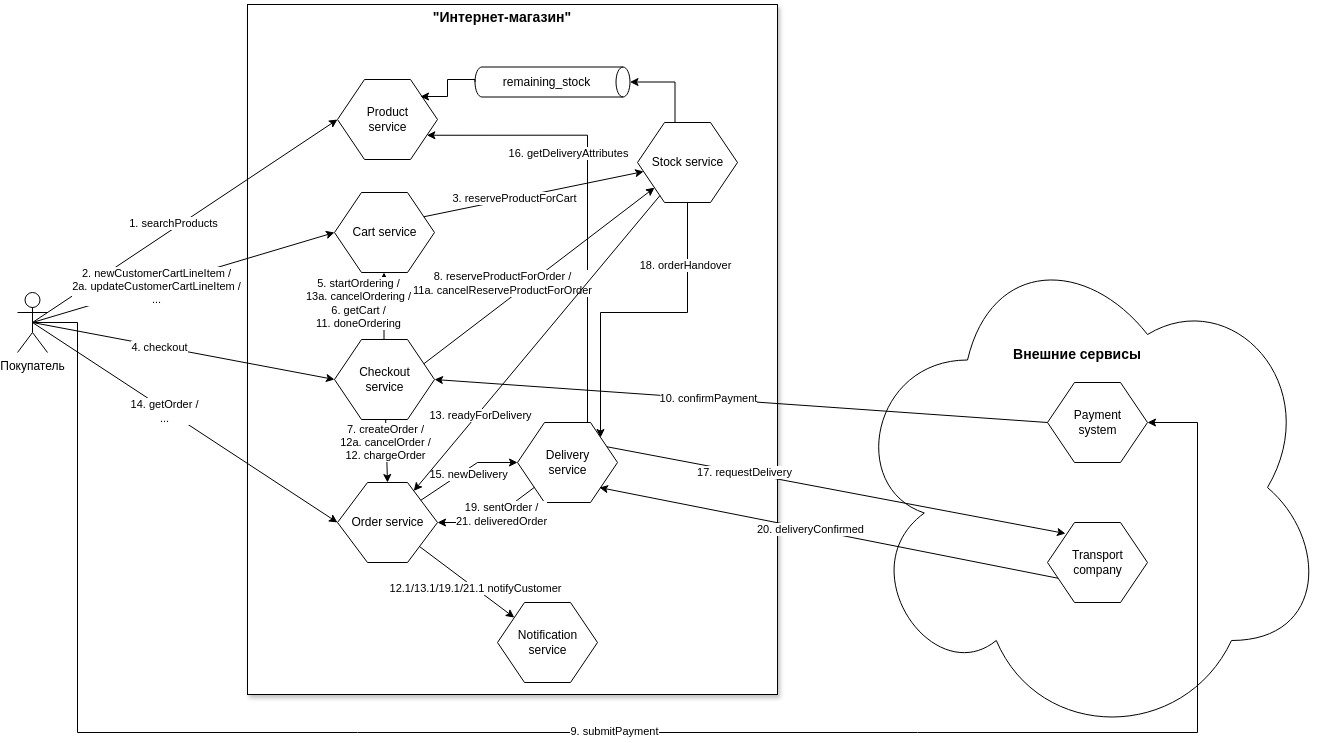 "Интернет-магазин"
remaining_stock
Product
service
16. getDeliveryAttributes
Stock service
3. reserveProductForCart
1. searchProducts
Cart service
2. newCustomerCartLineItem /
2a. updateCustomerCartLineItem /
...
5. startOrdering /
13a. cancelOrdering /
6. getCart /
11. doneOrdering
8. reserveProductForOrder /
11a. cancelReserveProductForOrder
18. orderHandover
Покупатель
4. checkout
Checkout
service
Внешние сервисы
10. confirmPayment
Payment
system
14. getOrder /
...
13. readyForDelivery
7. createOrder /
12a. cancelOrder /
12. chargeOrder
Delivery
service
15. newDelivery
17. requestDelivery
19. sentOrder /
21. deliveredOrder
Order service
20. deliveryConfirmed
Transport
company
12.1/13.1/19.1/21.1 notifyCustomer
Notification
service
9. submitPayment